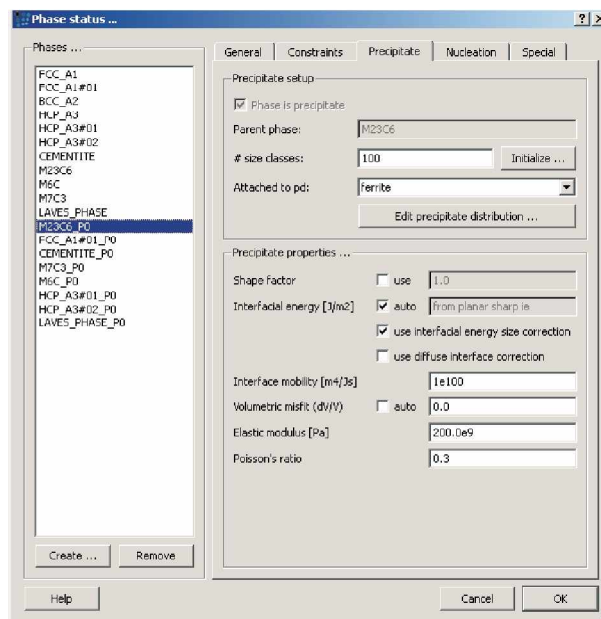 Phase status ...
Phases ...
FCC_A1
FCC_A1#01
BCC_A2
HCP_A3
HCP_A3#01
HCP_A3#02
CEMENTITE
M23C6
M6C
M7C3
LAVES_PHASE
M23C6_P0
FCC_A1#01_P0
CEMENTITE_P0
M7C3_P0
M6C_P0
HCP_A3#01_P0
HCP_A3#02_P0
LAVES_PHASE_P0
Create ...
Remove
General
Constraints
Precipitate
Nucleation
Special
Precipitate setup
Phase is precipitate
Parent phase:
M23C6
# size classes:
100
Initialize ...
Attached to pd:
ferrite
Edit precipitate distribution ...
Precipitate properties ...
Shape factor
use
1.0
Interfacial energy [J/m2]
auto
from planar sharp ie
use interfacial energy size correction
use diffuse interface correction
Interface mobility [m4/Js]
1e100
Volumetric misfit (dV/V)
auto
0.0
Elastic modulus [Pa]
200.0e9
Poisson's ratio
0.3
Help
Cancel
OK